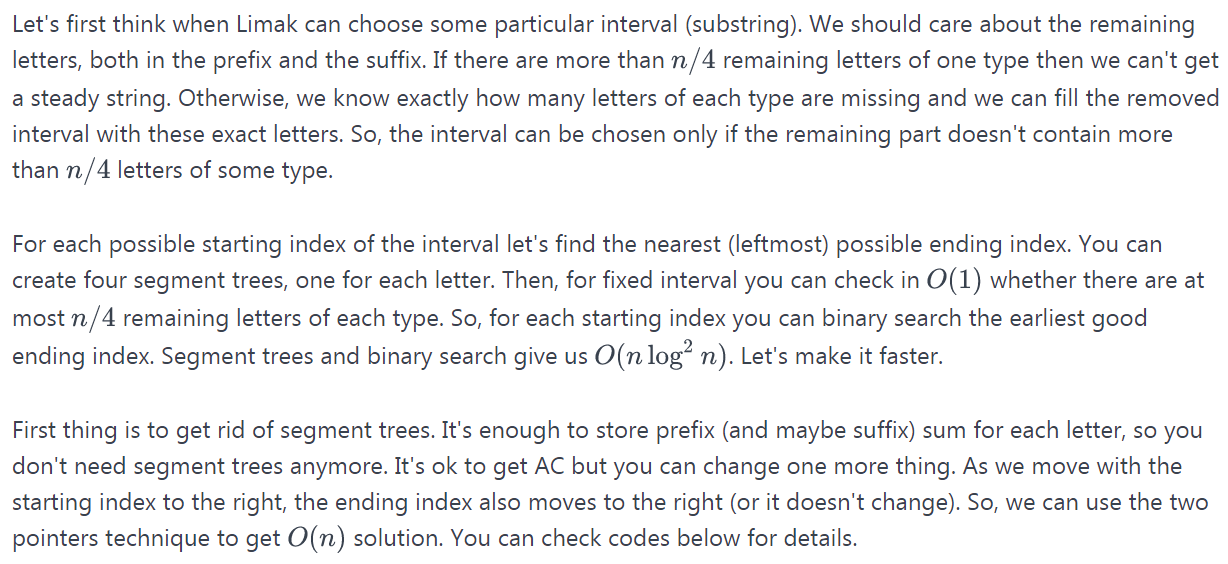 Let's first think when Limak can choose some particular interval (substring). We should care about the remaining
letters, both in the prefix and the suffix. If there are more than n/4 remaining letters of one type then we can't get
a steady string. Otherwise, we know exactly how many letters of each type are missing and we can fill the removed
interval with these exact letters. So, the interval can be chosen only if the remaining part doesn't contain more
than n/4 letters of some type.
For each possible starting index of the interval let's find the nearest (leftmost) possible ending index. You can
create four segment trees, one for each letter. Then, for fixed interval you can check in O(1) whether there are at
most n/4 remaining letters of each type. So, for each starting index you can binary search the earliest good
ending index. Segment trees and binary search give us O(n log² n). Let's make it faster.
First thing is to get rid of segment trees. It's enough to store prefix (and maybe suffix) sum for each letter, so you
don't need segment trees anymore. It's ok to get AC but you can change one more thing. As we move with the
starting index to the right, the ending index also moves to the right (or it doesn't change). So, we can use the two
pointers technique to get O(n) solution. You can check codes below for details.